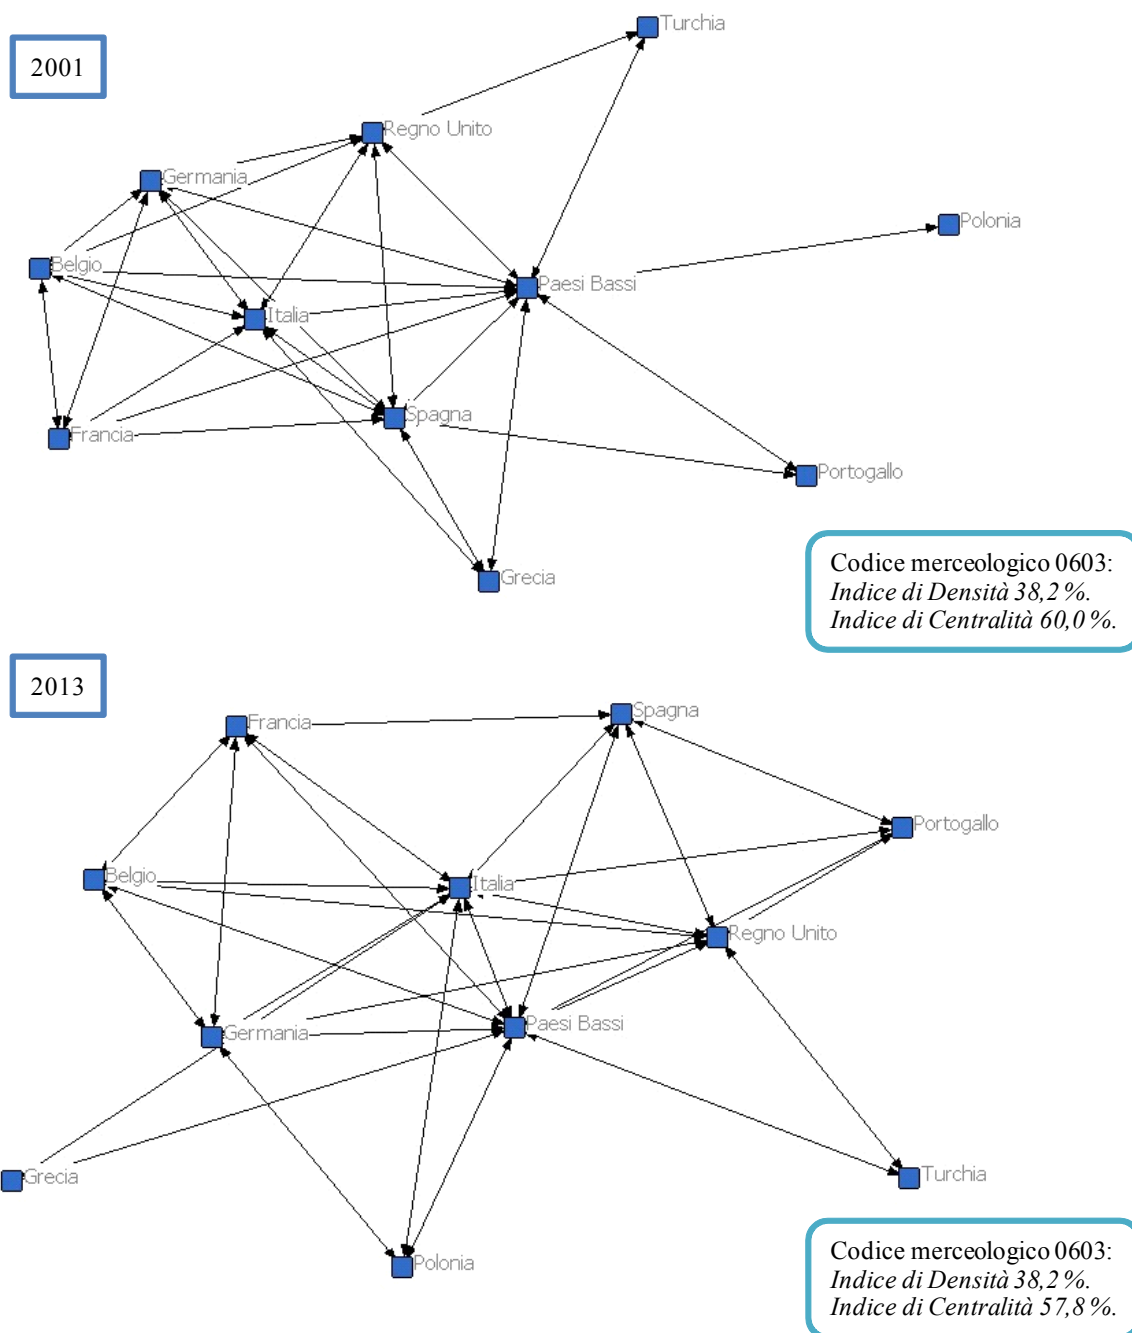 Turchia
2001
Regno Unito
Germania
Polonia
Belgio
Paesi Bassi
Italia
Spagna
Francia
Portogallo
Grecia
Codice merceologico 0603:
Indice di Densità 38,2%.
Indice di Centralità 60,0%.
2013
Francia
Spagna
Portogallo
Belgio
Italia
Regno Unito
Germania
Paesi Bassi
Grecia
Turchia
Polonia
Codice merceologico 0603:
Indice di Densità 38,2%.
Indice di Centralità 57,8%.